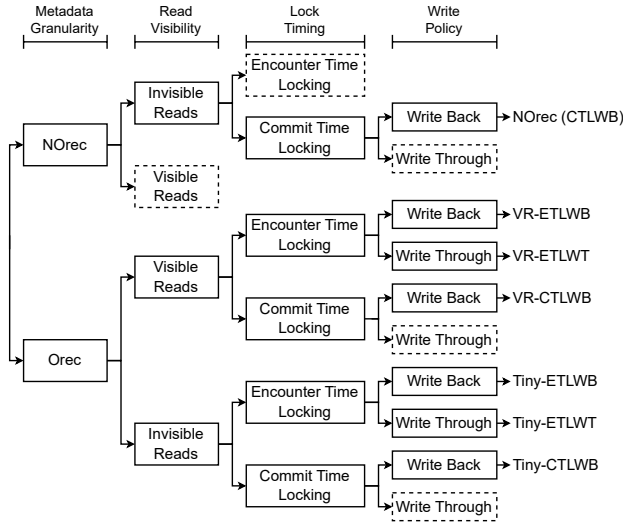 Metadata
Granularity
Read
Visibility
Lock
Timing
Write
Policy
Encounter Time
Locking
Invisible
Reads
Commit Time
Locking
Write Back
NOrec (CTLWB)
NOrec
Write Through
Visible
Reads
Write Back
VR-ETLWB
Encounter Time
Locking
Write Through
VR-ETLWT
Visible
Reads
Write Back
VR-CTLWB
Commit Time
Locking
Write Through
Orec
Write Back
Tiny-ETLWB
Encounter Time
Locking
Write Through
Tiny-ETLWT
Invisible
Reads
Write Back
Tiny-CTLWB
Commit Time
Locking
Write Through